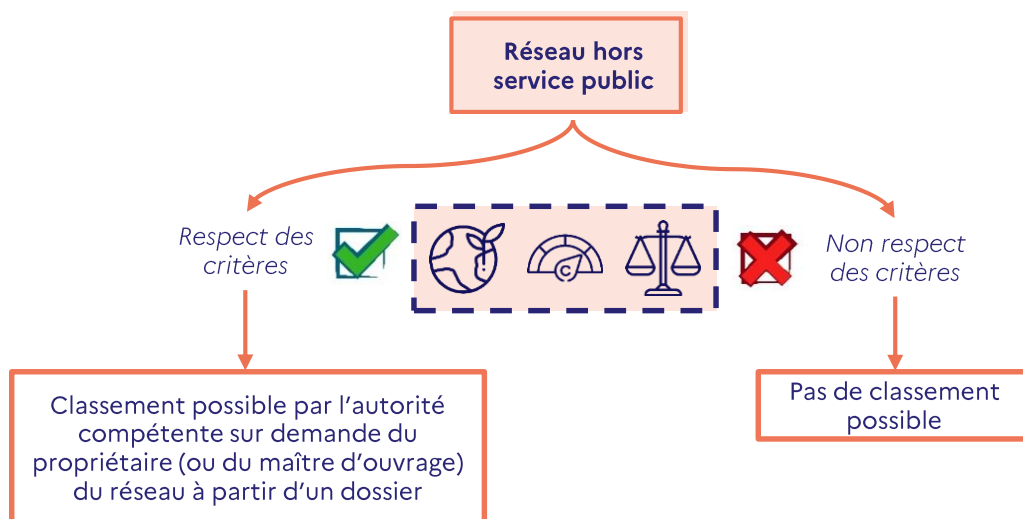 Réseau hors
service public
Respect des
critères
C
Non respect
des critères
Classement possible par l’autorité
compétente sur demande du
propriétaire (ou du maître d’ouvrage)
du réseau à partir d’un dossier
Pas de classement
possible